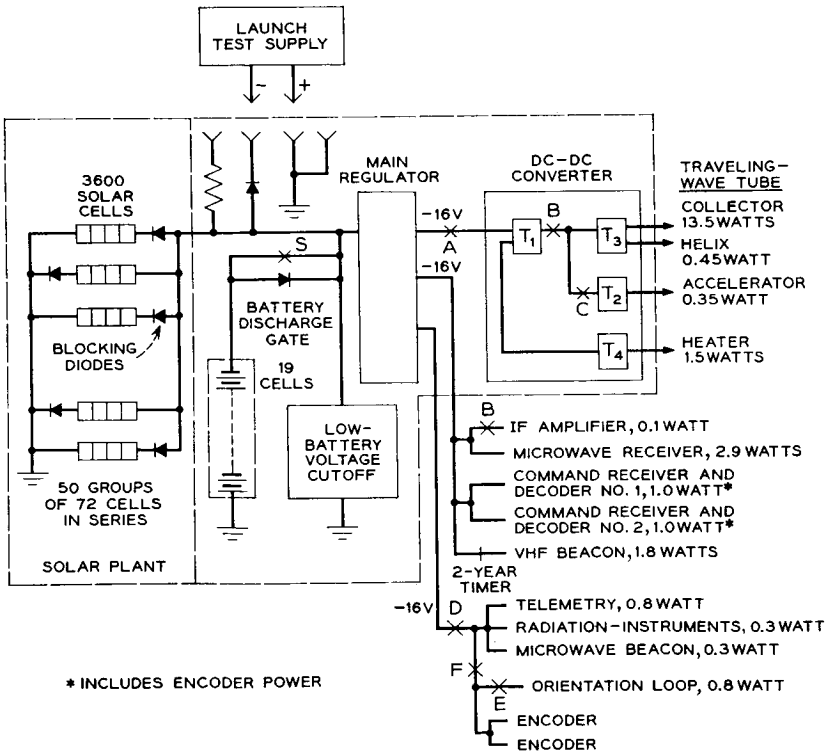 LAUNCH
TEST SUPPLY
-
+
3600
SOLAR
CELLS
BLOCKING
DIODES
50 GROUPS
OF 72 CELLS
IN SERIES
SOLAR PLANT
S
BATTERY
DISCHARGE
GATE
19
CELLS
LOW-
BATTERY
VOLTAGE
CUTOFF
MAIN
REGULATOR
-16V
A
-16V
-16V
DC-DC
CONVERTER
T1
B
T3
C
T2
T4
TRAVELING-
WAVE TUBE
COLLECTOR
13.5 WATTS
HELIX
0.45 WATT
ACCELERATOR
0.35 WATT
HEATER
1.5 WATTS
B
IF AMPLIFIER, 0.1 WATT
MICROWAVE RECEIVER, 2.9 WATTS
COMMAND RECEIVER AND
DECODER NO. 1, 1.0 WATT*
COMMAND RECEIVER AND
DECODER NO. 2, 1.0 WATT*
VHF BEACON, 1.8 WATTS
2-YEAR
TIMER
D
TELEMETRY, 0.8 WATT
RADIATION-INSTRUMENTS, 0.3 WATT
MICROWAVE BEACON, 0.3 WATT
F
E
ORIENTATION LOOP, 0.8 WATT
ENCODER
ENCODER
* INCLUDES ENCODER POWER